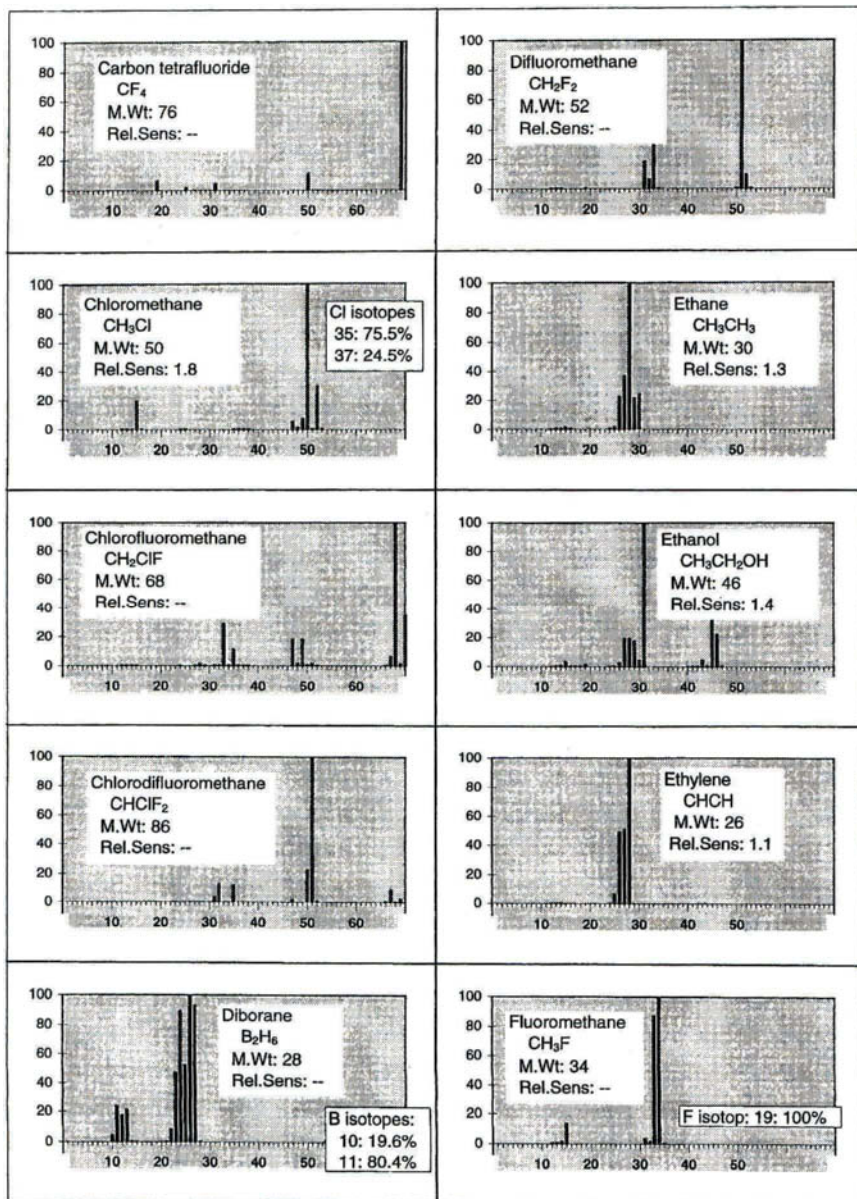 100
80
60
40
20
0
Carbon tetrafluoride
CF₄
M.Wt: 76
Rel.Sens: --
10 20 30 40 50 60
100
80
60
40
20
0
Difluoromethane
CH₂F₂
M.Wt: 52
Rel.Sens: --
10 20 30 40 50
100
80
60
40
20
0
Chloromethane
CH₃Cl
M.Wt: 50
Rel.Sens: 1.8
Cl isotopes
35: 75.5%
37: 24.5%
10 20 30 40 50
100
80
60
40
20
0
Ethane
CH₃CH₃
M.Wt: 30
Rel.Sens: 1.3
10 20 30 40 50
100
80
60
40
20
0
Chlorofluoromethane
CH₂ClF
M.Wt: 68
Rel.Sens: --
10 20 30 40 50 60
100
80
60
40
20
0
Ethanol
CH₃CH₂OH
M.Wt: 46
Rel.Sens: 1.4
10 20 30 40 50
100
80
60
40
20
0
Chlorodifluoromethane
CHClF₂
M.Wt: 86
Rel.Sens: --
10 20 30 40 50 60
100
80
60
40
20
0
Ethylene
CHCH
M.Wt: 26
Rel.Sens: 1.1
10 20 30 40 50
100
80
60
40
20
0
Diborane
B₂H₆
M.Wt: 28
Rel.Sens: --
B isotopes:
10: 19.6%
11: 80.4%
10 20 30 40
100
80
60
40
20
0
Fluoromethane
CH₃F
M.Wt: 34
Rel.Sens: --
F isotop: 19: 100%
10 20 30 40 50